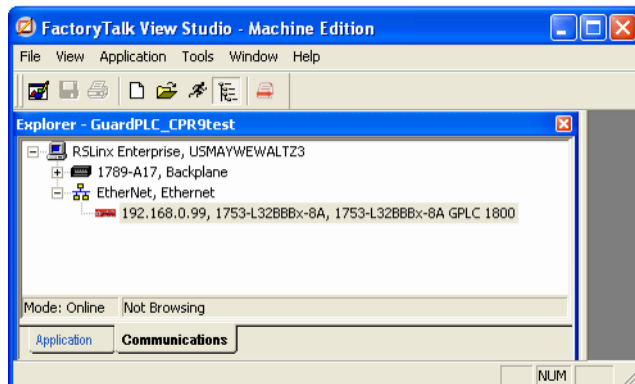 FactoryTalk View Studio - Machine Edition
File View Application Tools Window Help
Explorer - GuardPLC_CPR9test
RSLinx Enterprise, USMAYWEWALTZ3
1789-A17, Backplane
EtherNet, Ethernet
192.168.0.99, 1753-L32BBBx-8A, 1753-L32BBBx-8A GPLC 1800
Mode: Online Not Browsing
Application Communications
NUM